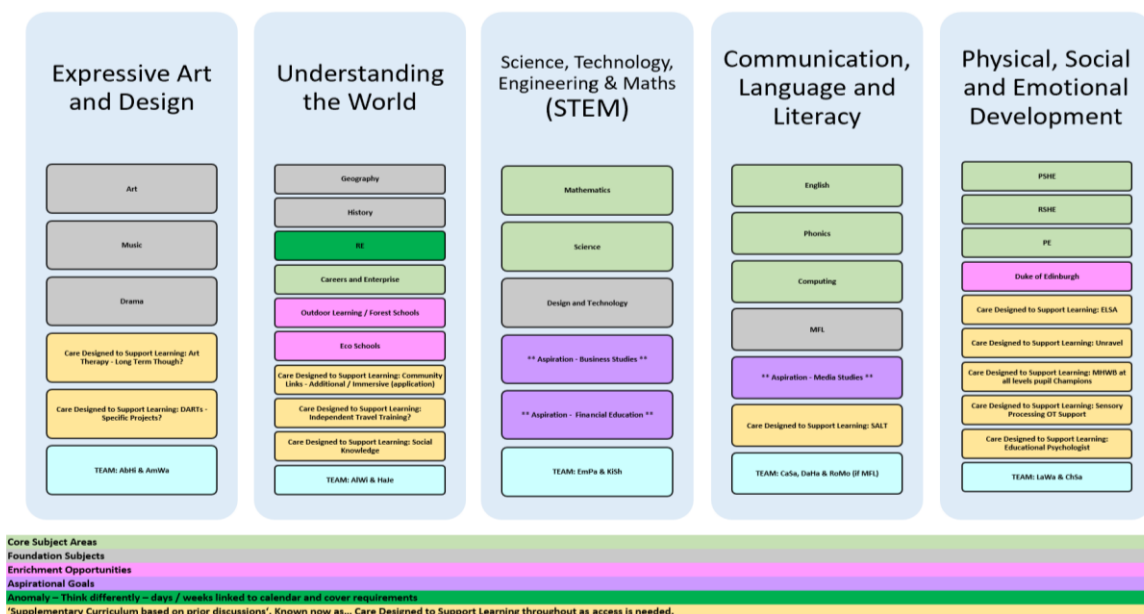 Expressive Art
and Design
Art
Music
Drama
Care Designed to Support Learning: Art
Therapy - Long Term Though?
Care Designed to Support Learning: DARTs -
Specific Projects?
TEAM: AbHi & AmWa
Understanding
the World
Geography
History
RE
Careers and Enterprise
Outdoor Learning / Forest Schools
Eco Schools
Care Designed to Support Learning: Community
Links - Additional / Immersive (application)
Care Designed to Support Learning:
Independent Travel Training?
Care Designed to Support Learning: Social
Knowledge
TEAM: AlWi & HaJe
Science, Technology,
Engineering & Maths
(STEM)
Mathematics
Science
Design and Technology
** Aspiration - Business Studies **
** Aspiration - Financial Education **
TEAM: EmPa & KiSh
Communication,
Language and
Literacy
English
Phonics
Computing
MFL
** Aspiration - Media Studies **
Care Designed to Support Learning: SALT
TEAM: CaSa, DaHa & RoMo (if MFL)
Physical, Social
and Emotional
Development
PSHE
RSHE
PE
Duke of Edinburgh
Care Designed to Support Learning: ELSA
Care Designed to Support Learning: Unravel
Care Designed to Support Learning: MHWB at
all levels pupil Champions
Care Designed to Support Learning: Sensory
Processing OT Support
Care Designed to Support Learning:
Educational Psychologist
TEAM: LaWa & ChSa
Core Subject Areas
Foundation Subjects
Enrichment Opportunities
Aspirational Goals
Anomaly – Think differently – days / weeks linked to calendar and cover requirements
'Supplementary Curriculum based on prior discussions'. Known now as... Care Designed to Support Learning throughout as access is needed.